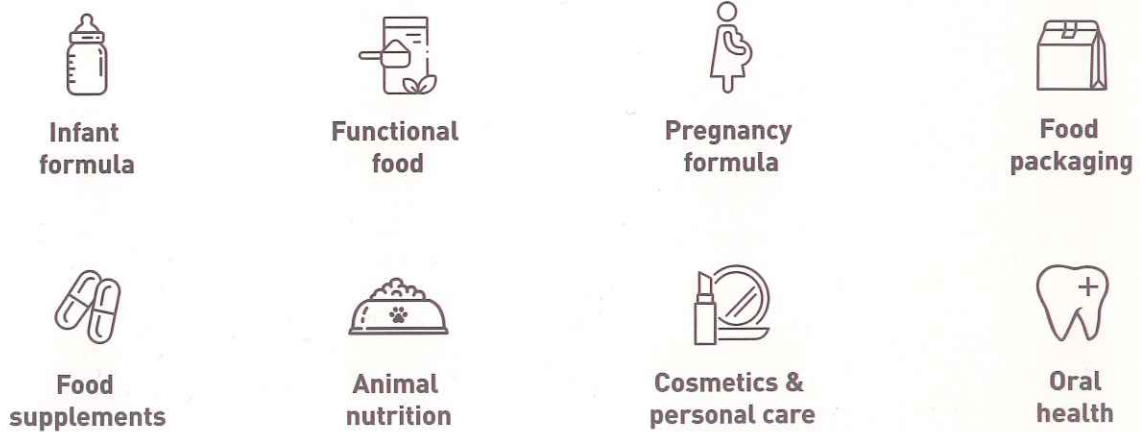 Infant
formula
Functional
food
Pregnancy
formula
Food
packaging
Food
supplements
Animal
nutrition
Cosmetics &
personal care
Oral
health